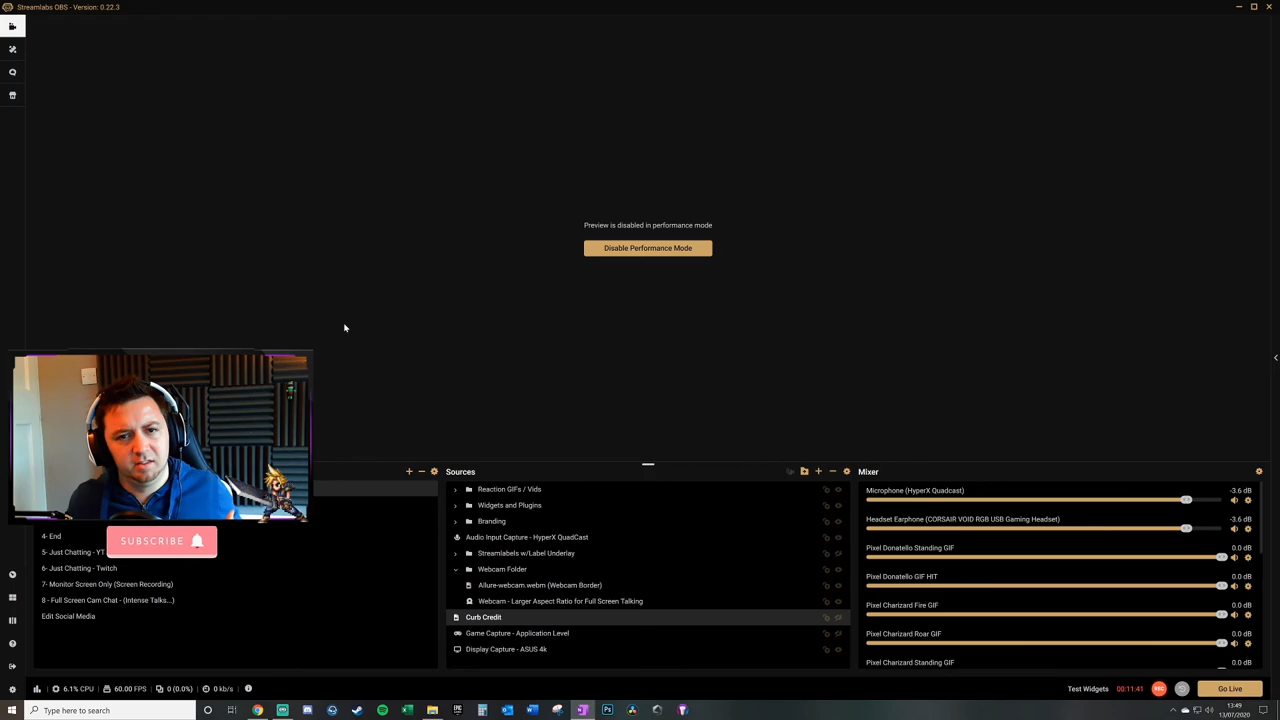 Streamlabs OBS - Version: 0.22.3
Preview is disabled in performance mode
Disable Performance Mode
SUBSCRIBE
4- End
5- Just Chatting - YT
6- Just Chatting - Twitch
7- Monitor Screen Only (Screen Recording)
8 - Full Screen Cam Chat - (Intense Talks...)
Edit Social Media
Sources
Reaction GIFs / Vids
Widgets and Plugins
Branding
Audio Input Capture - HyperX QuadCast
Streamlabels w/Label Underlay
Webcam Folder
Allure-webcam.webm (Webcam Border)
Webcam - Larger Aspect Ratio for Full Screen Talking
Curb Credit
Game Capture - Application Level
Display Capture - ASUS 4k
Mixer
Microphone (HyperX Quadcast) -3.6 dB
Headset Earphone (CORSAIR VOID RGB USB Gaming Headset) -3.6 dB
Pixel Donatello Standing GIF 0.0 dB
Pixel Donatello GIF HIT 0.0 dB
Pixel Charizard Fire GIF 0.0 dB
Pixel Charizard Roar GIF 0.0 dB
Pixel Charizard Standing GIF 0.0 dB
6.1% CPU 60.00 FPS 0 (0.0%) 0 kb/s
Test Widgets 00:11:41 REC Go Live
Type here to search
13:49
13/07/2020